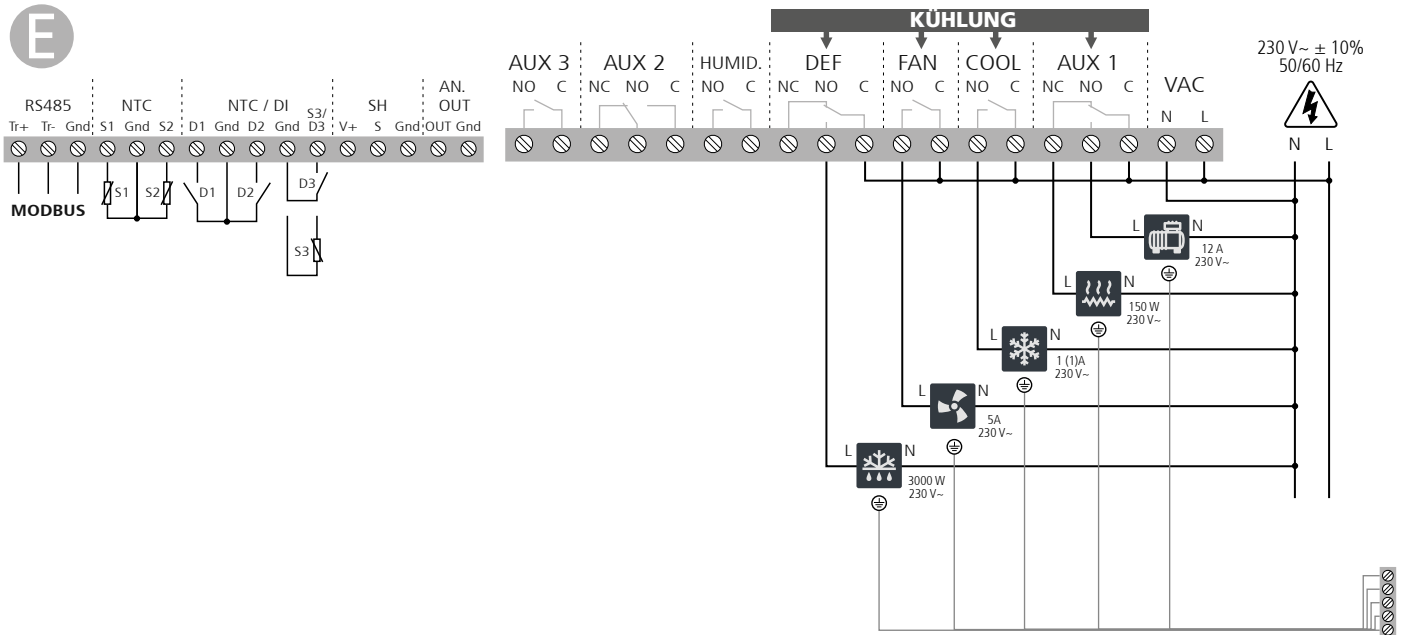 E
KÜHLUNG
230 V~ ± 10%
50/60 Hz
AUX 3 AUX 2 HUMID. DEF FAN COOL AUX 1 VAC
NO C NC NO C NO C NC NO C NO C NO C NC NO C N L
N L
RS485 NTC NTC / DI S3/ SH AN.
Tr+ Tr- Gnd S1 Gnd S2 D1 Gnd D2 Gnd D3 V+ S Gnd OUT
OUT Gnd
S1 S2 D1 D2 D3
MODBUS
S3
L N
12 A
230 V~
L N
150 W
230 V~
L N
1 (1)A
230 V~
L N
5A
230 V~
L N
3000 W
230 V~